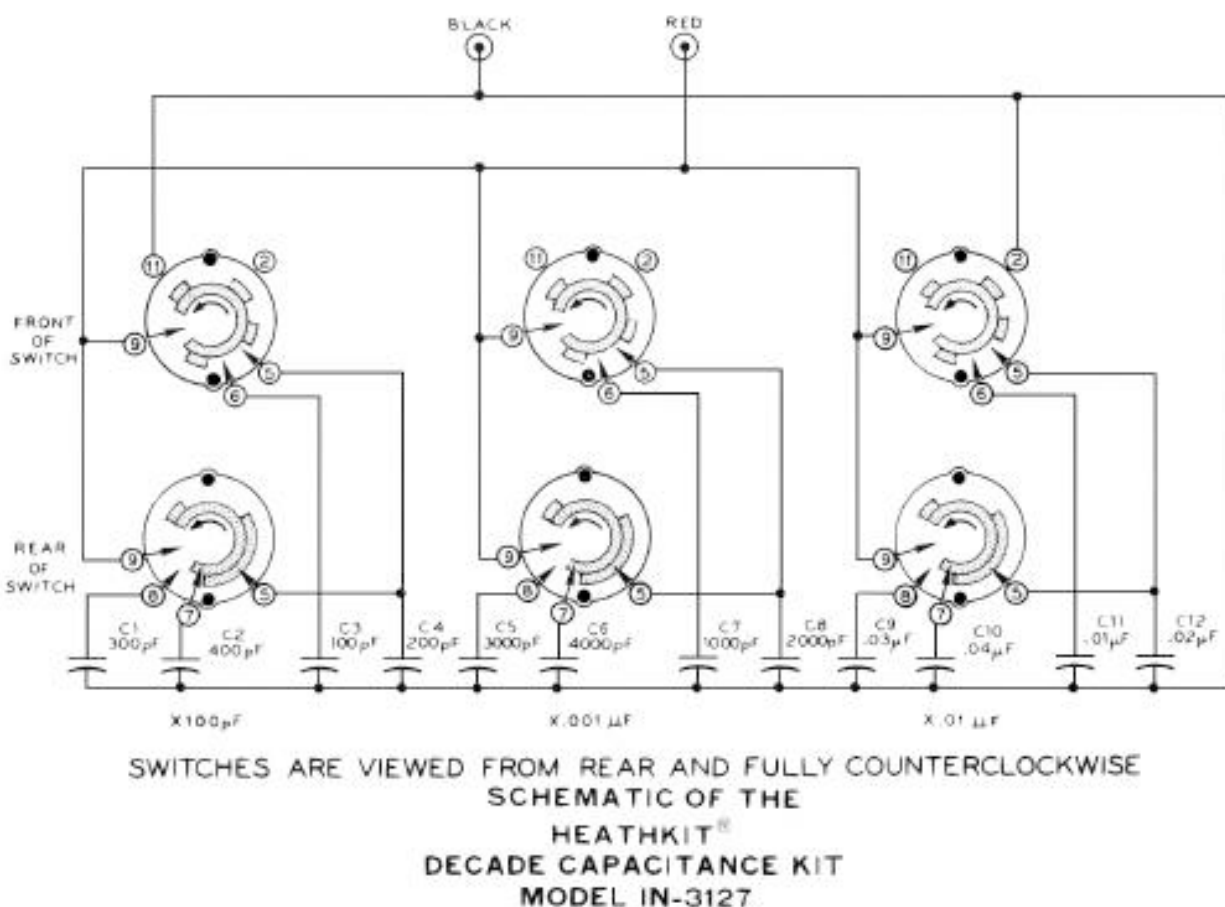 BLACK
RED
11
2
11
2
11
2
FRONT
OF
SWITCH
9
5
6
9
5
6
9
5
6
REAR
OF
SWITCH
9
8
7
5
9
8
7
5
9
8
7
5
C1
300pF
C2
400pF
C3
100pF
C4
200pF
C5
3000pF
C6
4000pF
C7
1000pF
C8
2000pF
C9
.03µF
C10
.04µF
C11
.01µF
C12
.02µF
X100pF
X.001 µF
X.01 µF
SWITCHES ARE VIEWED FROM REAR AND FULLY COUNTERCLOCKWISE
SCHEMATIC OF THE
HEATHKIT®
DECADE CAPACITANCE KIT
MODEL IN-3127